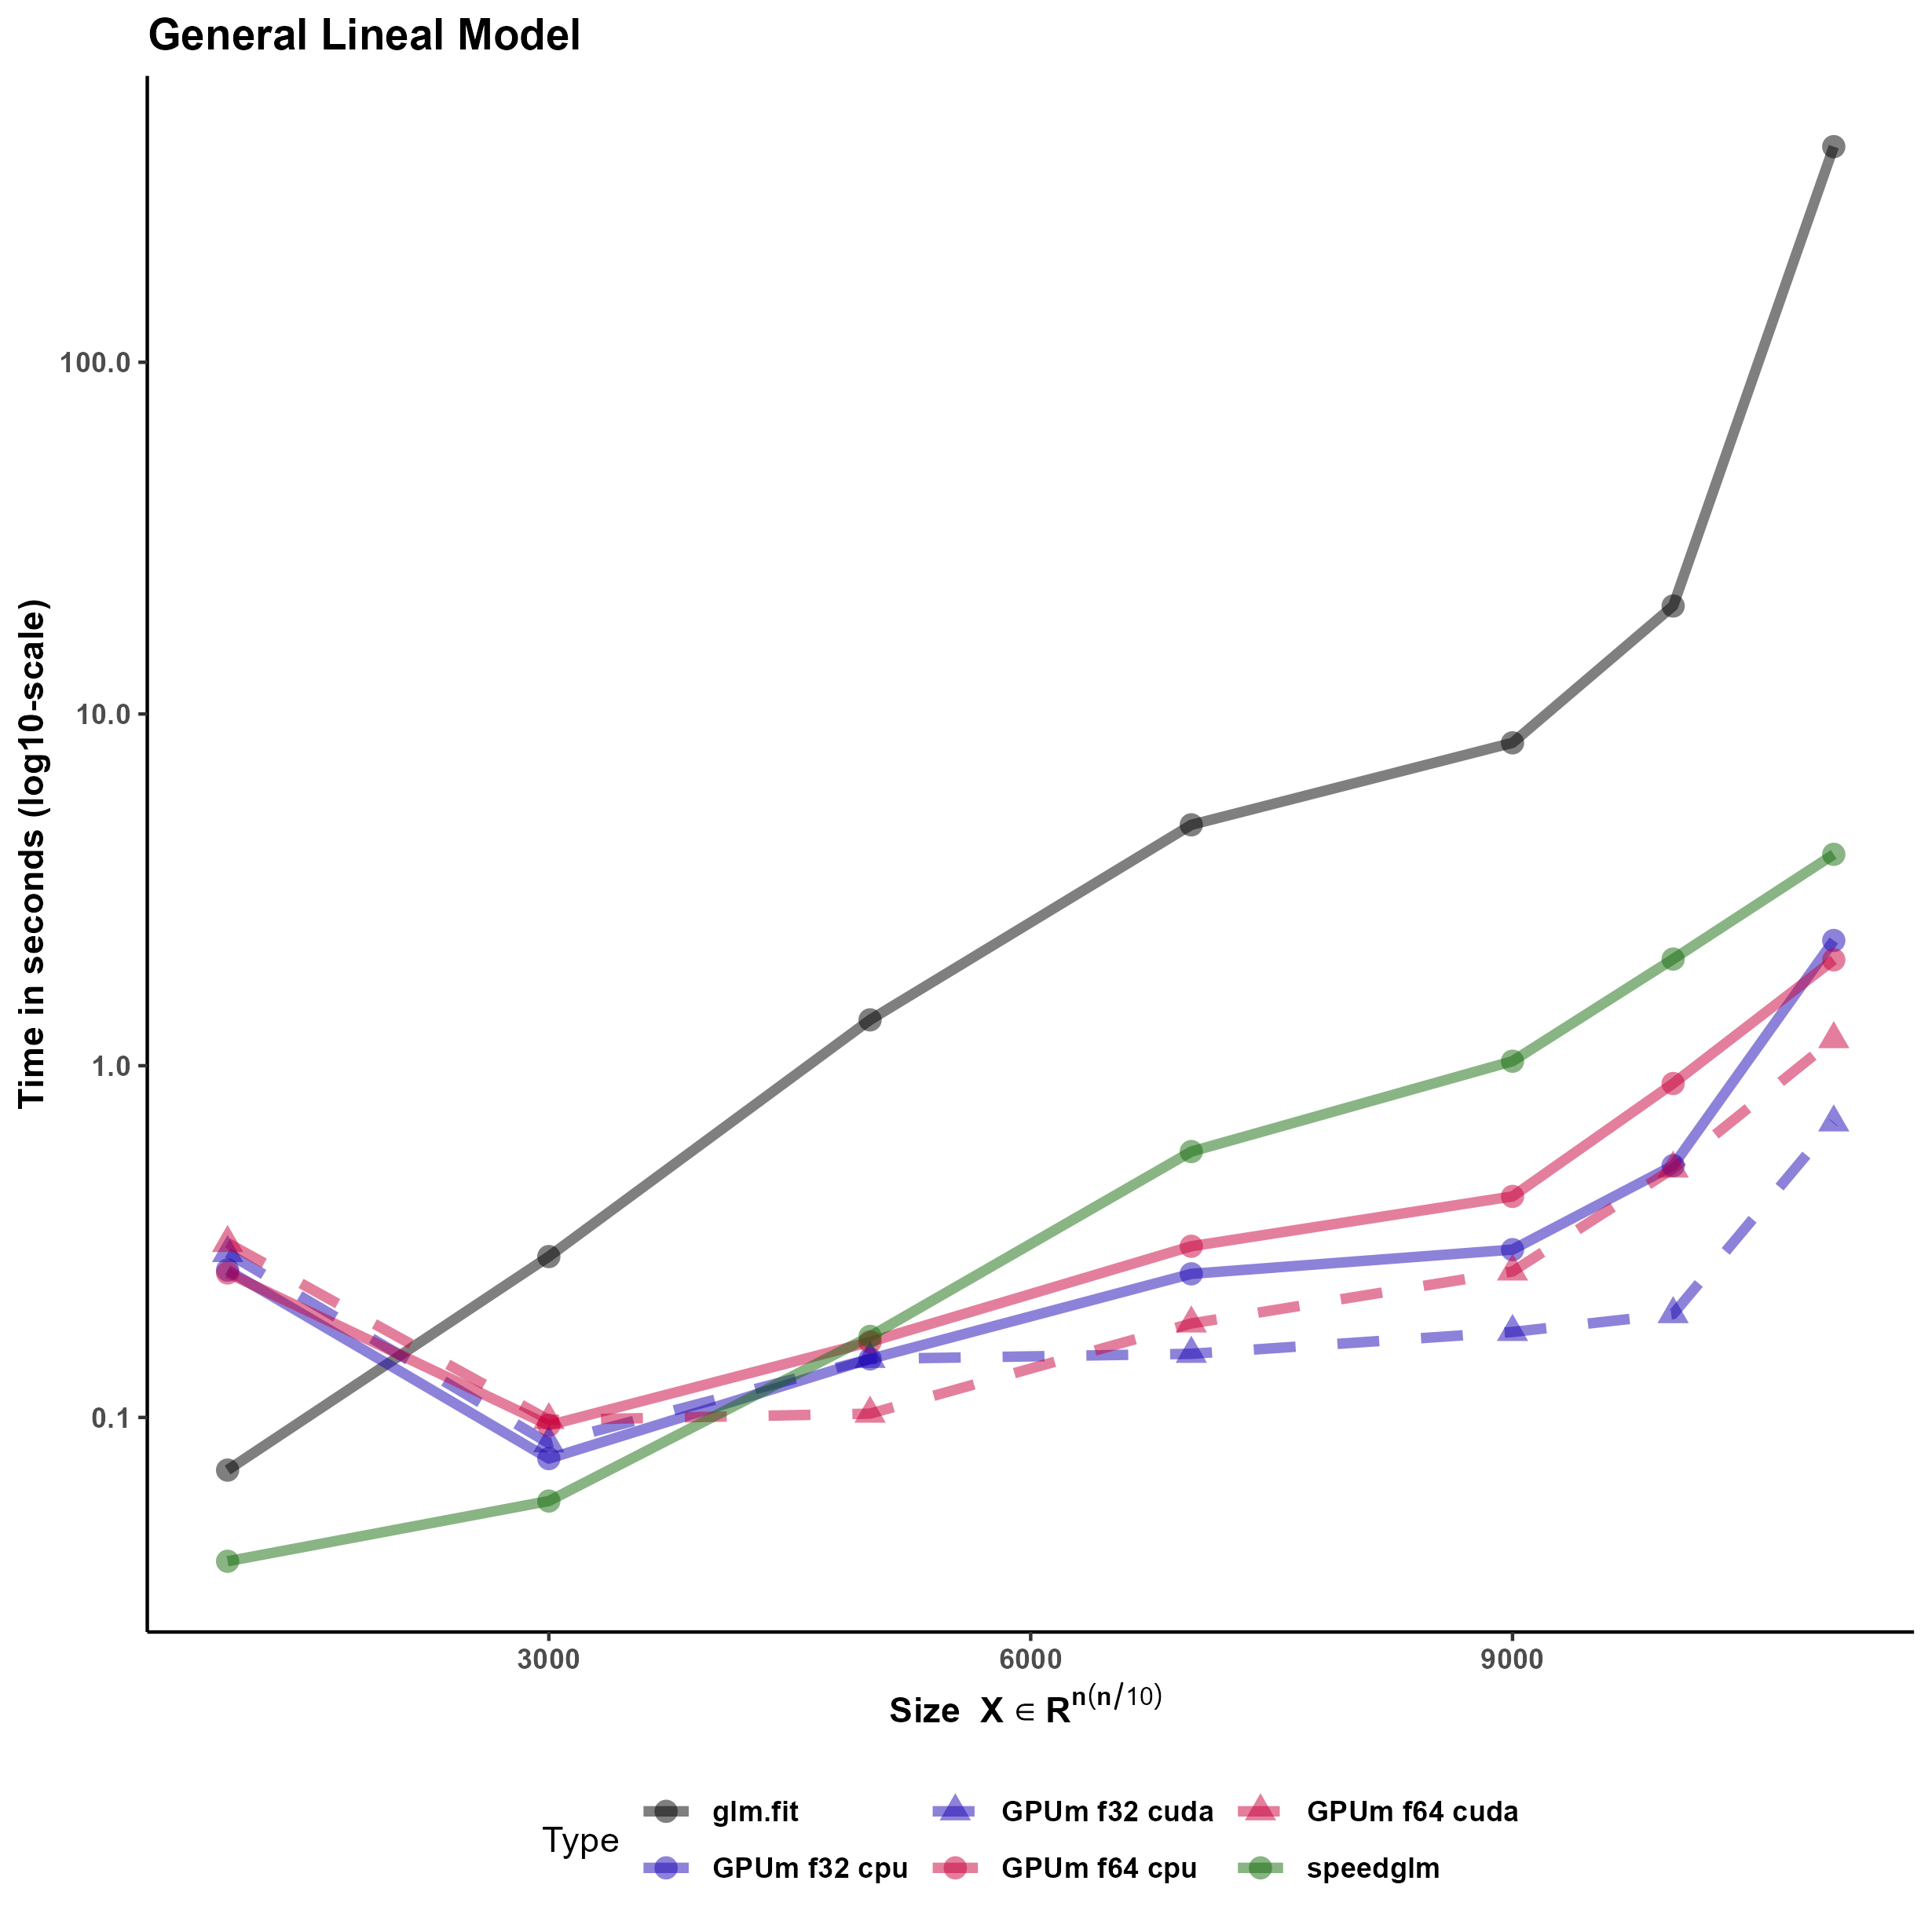 General Lineal Model
Time in seconds (log10-scale)
100.0
10.0
1.0
0.1
3000 6000 9000
Size X ∈ R^n(n/10)
Type
glm.fit GPUm f32 cuda GPUm f64 cuda
GPUm f32 cpu GPUm f64 cpu speedglm